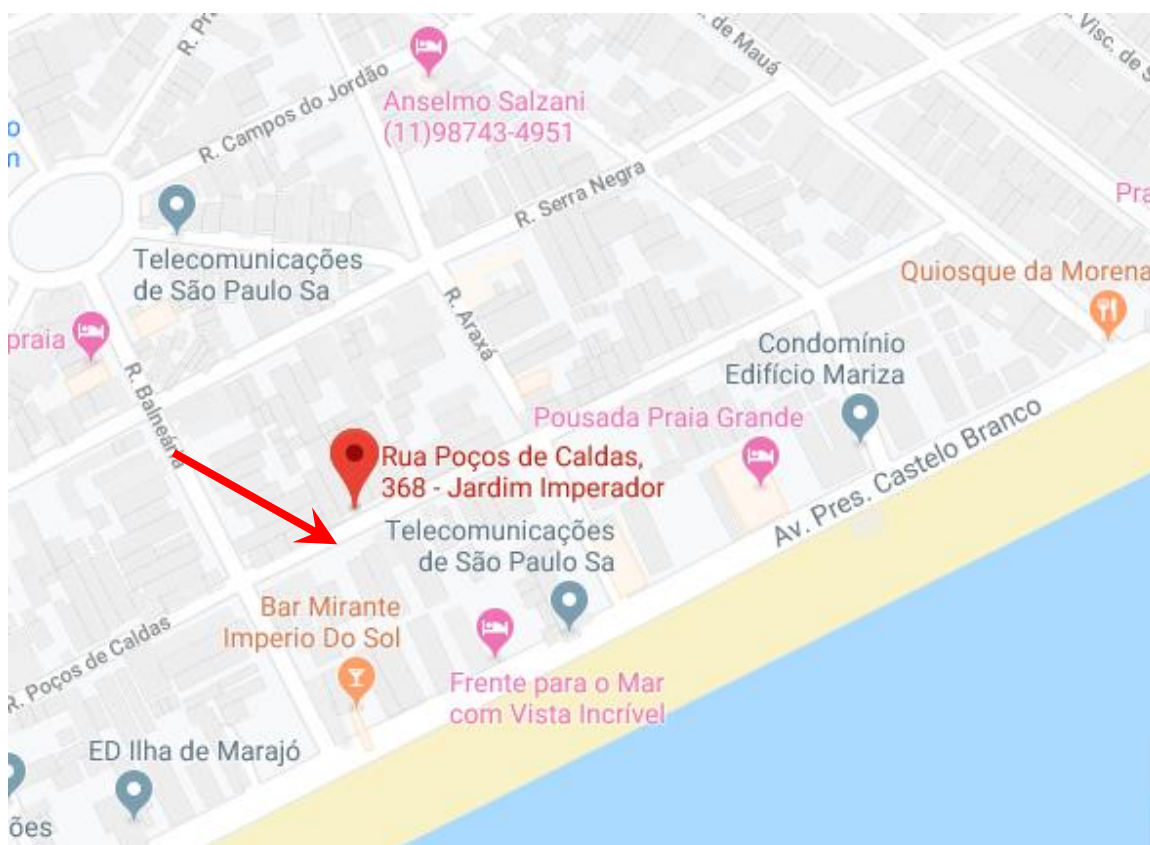 R. Pr
de Mauá
Visc. de S
R. Campos do Jordão
Anselmo Salzani
(11)98743-4951
o
m
R. Serra Negra
Pra
Telecomunicações
de São Paulo Sa
Quiosque da Morena
R. Araxá
praia
Condomínio
Edifício Mariza
R. Balneária
Pousada Praia Grande
Av. Pres. Castelo Branco
Rua Poços de Caldas,
368 - Jardim Imperador
Telecomunicações
de São Paulo Sa
Bar Mirante
Imperio Do Sol
R. Poços de Caldas
Frente para o Mar
com Vista Incrível
ED Ilha de Marajó
ões